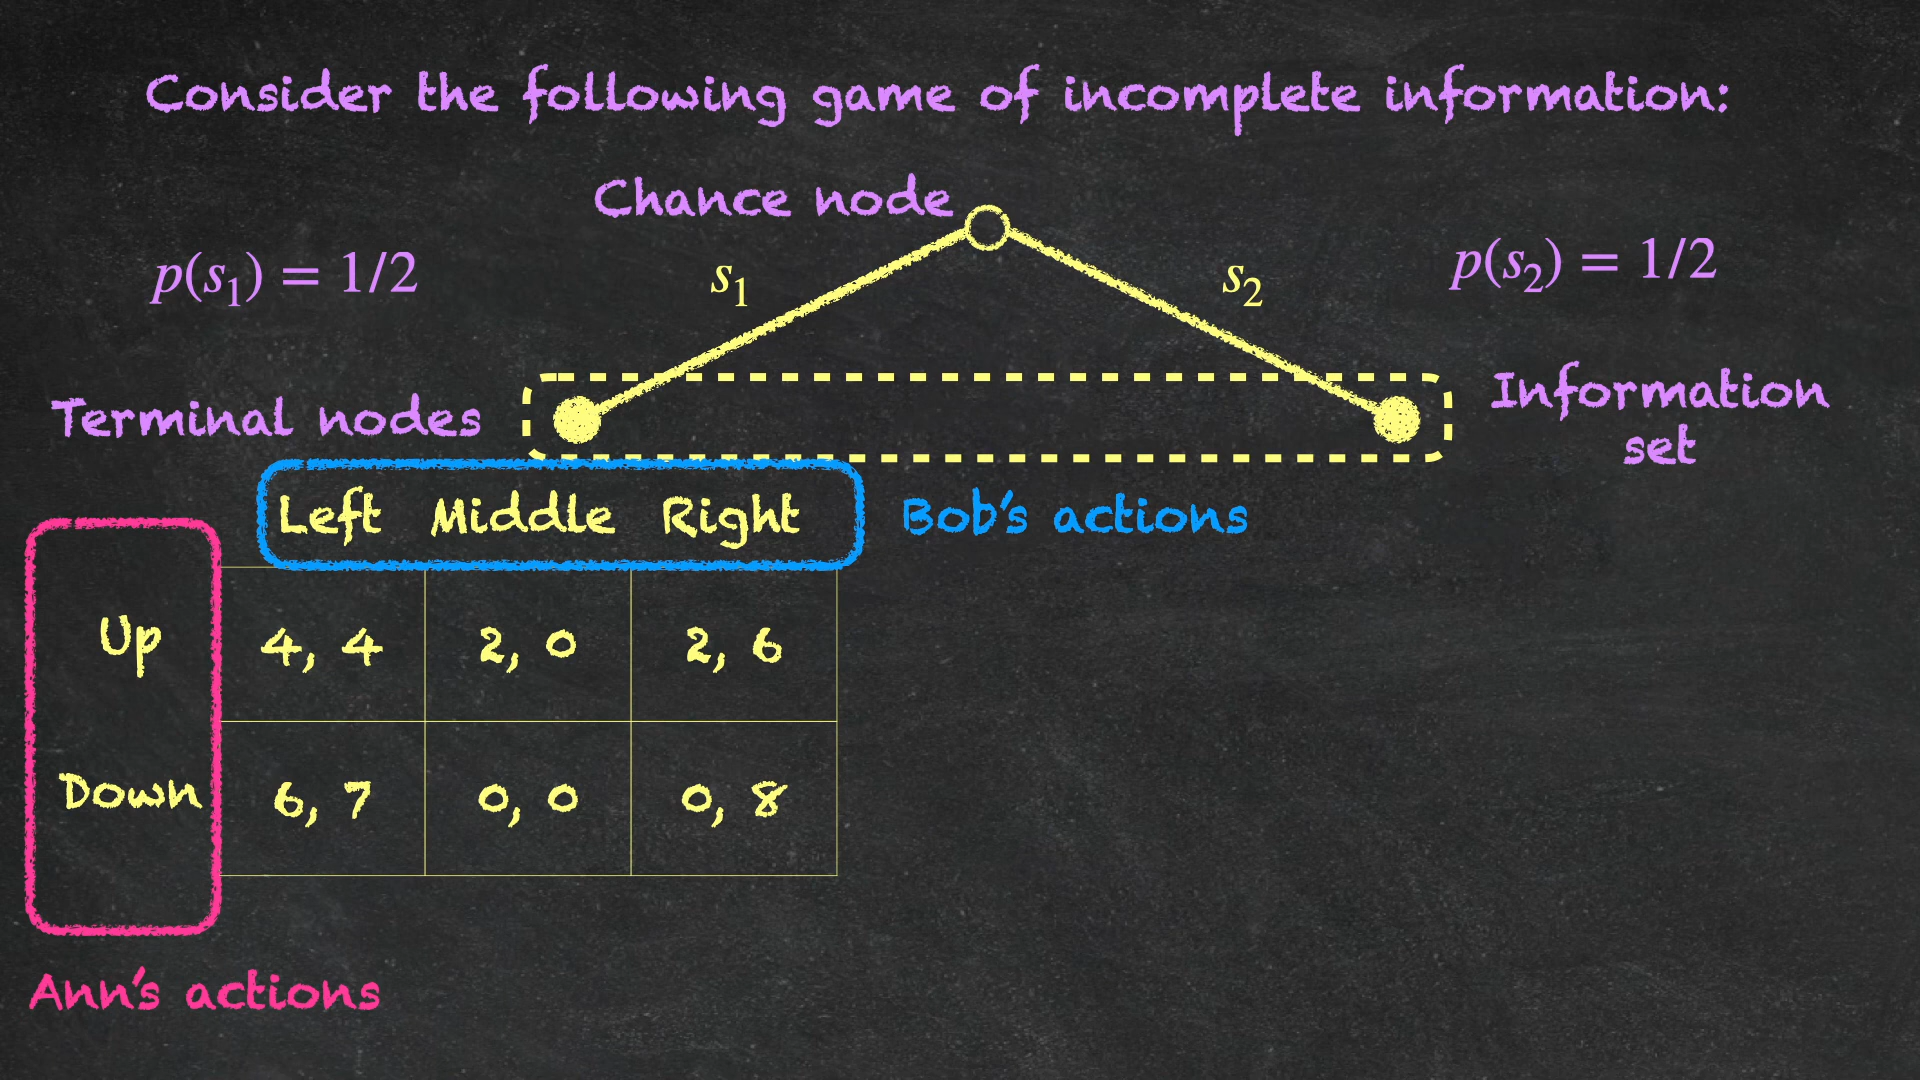 Consider the following game of incomplete information:
Chance node
p(s₁) = 1/2
s₁
s₂
p(s₂) = 1/2
Terminal nodes
Information
set
Left Middle Right
Bob's actions
Up 4, 4 2, 0 2, 6
Down 6, 7 0, 0 0, 8
Ann's actions